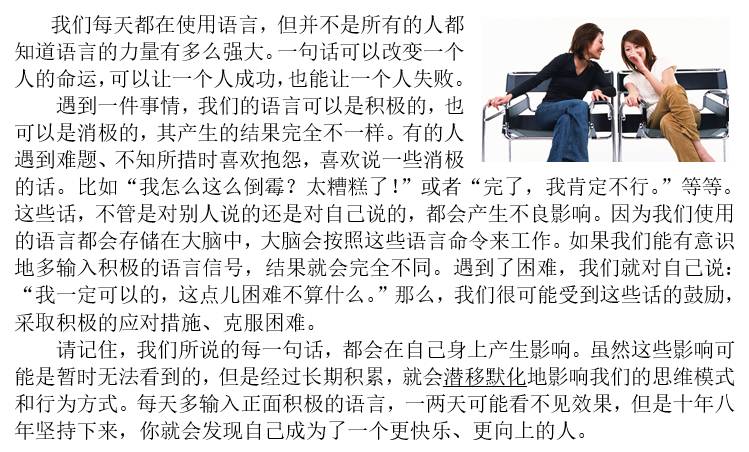 我们每天都在使用语言，但并不是所有的人都
知道语言的力量有多么强大。一句话可以改变一个
人的命运，可以让一个人成功，也能让一个人失败。
遇到一件事情，我们的语言可以是积极的，也
可以是消极的，其产生的结果完全不一样。有的人
遇到难题、不知所措时喜欢抱怨，喜欢说一些消极
的话。比如“我怎么这么倒霉？太糟糕了！”或者“完了，我肯定不行。”等等。
这些话，不管是对别人说的还是对自己说的，都会产生不良影响。因为我们使用
的语言都会存储在大脑中，大脑会按照这些语言命令来工作。如果我们能有意识
地多输入积极的语言信号，结果就会完全不同。遇到了困难，我们就对自己说：
“我一定可以的，这点儿困难不算什么。”那么，我们很可能受到这些话的鼓励，
采取积极的应对措施、克服困难。
请记住，我们所说的每一句话，都会在自己身上产生影响。虽然这些影响可
能是暂时无法看到的，但是经过长期积累，就会潜移默化地影响我们的思维模式
和行为方式。每天多输入正面积极的语言，一两天可能看不见效果，但是十年八
年坚持下来，你就会发现自己成为了一个更快乐、更向上的人。